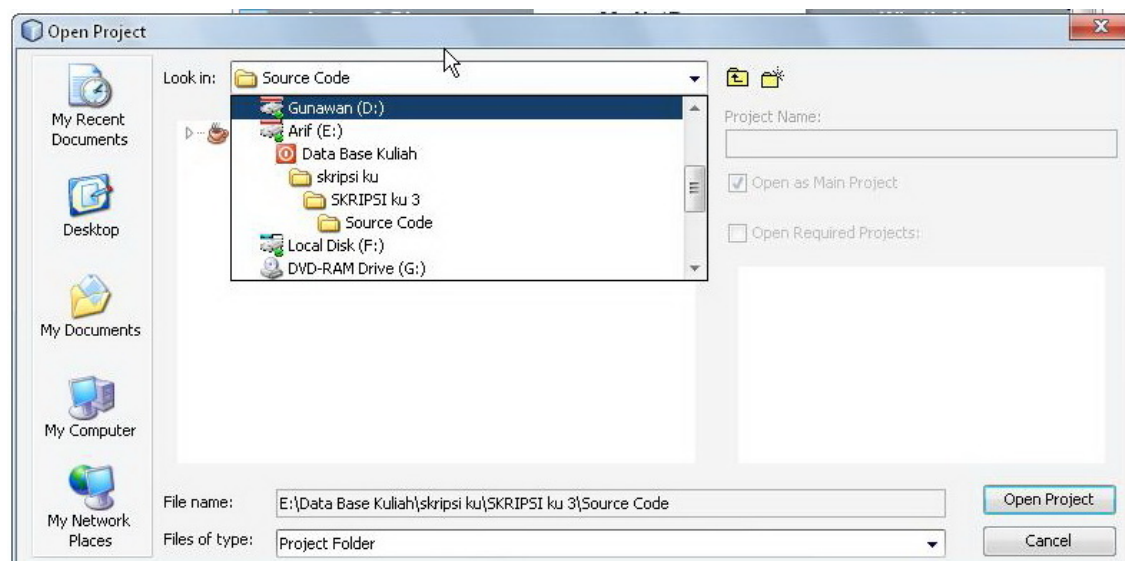 Open Project
Look in:
Source Code
Gunawan (D:)
Arif (E:)
Data Base Kuliah
skripsi ku
SKRIPSI ku 3
Source Code
Local Disk (F:)
DVD-RAM Drive (G:)
My Recent
Documents
Desktop
My Documents
My Computer
My Network
Places
Project Name:
Open as Main Project
Open Required Projects:
File name:
E:\Data Base Kuliah\skripsi ku\SKRIPSI ku 3\Source Code
Open Project
Files of type:
Project Folder
Cancel